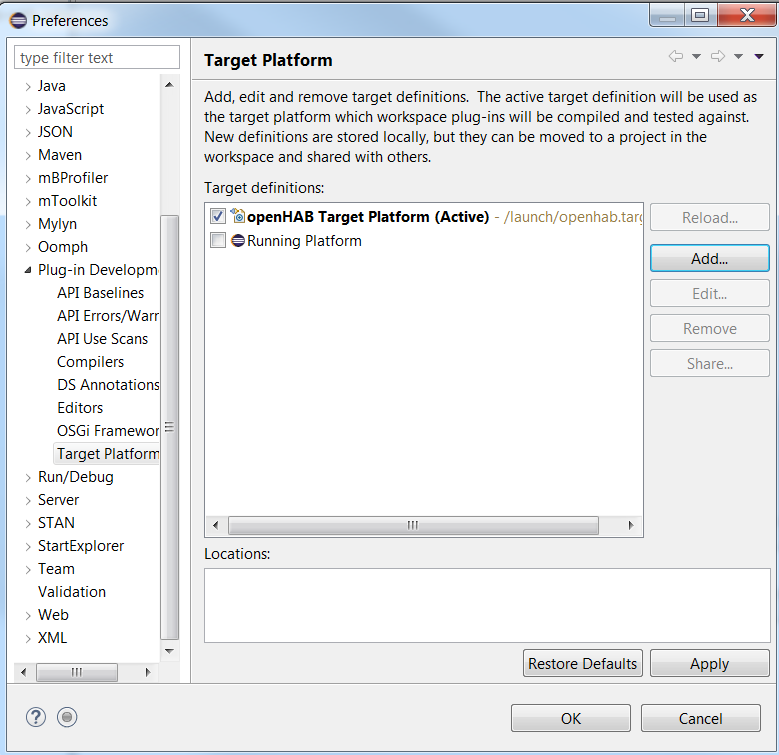 Preferences
type filter text
Java
JavaScript
JSON
Maven
mBProfiler
mToolkit
Mylyn
Oomph
Plug-in Developm
API Baselines
API Errors/Warr
API Use Scans
Compilers
DS Annotations
Editors
OSGi Framewor
Target Platform
Run/Debug
Server
STAN
StartExplorer
Team
Validation
Web
XML
Target Platform
Add, edit and remove target definitions.  The active target definition will be used as
the target platform which workspace plug-ins will be compiled and tested against.
New definitions are stored locally, but they can be moved to a project in the
workspace and shared with others.
Target definitions:
openHAB Target Platform (Active) - /launch/openhab.targ
Running Platform
Reload...
Add...
Edit...
Remove
Share...
Locations:
Restore Defaults
Apply
OK
Cancel